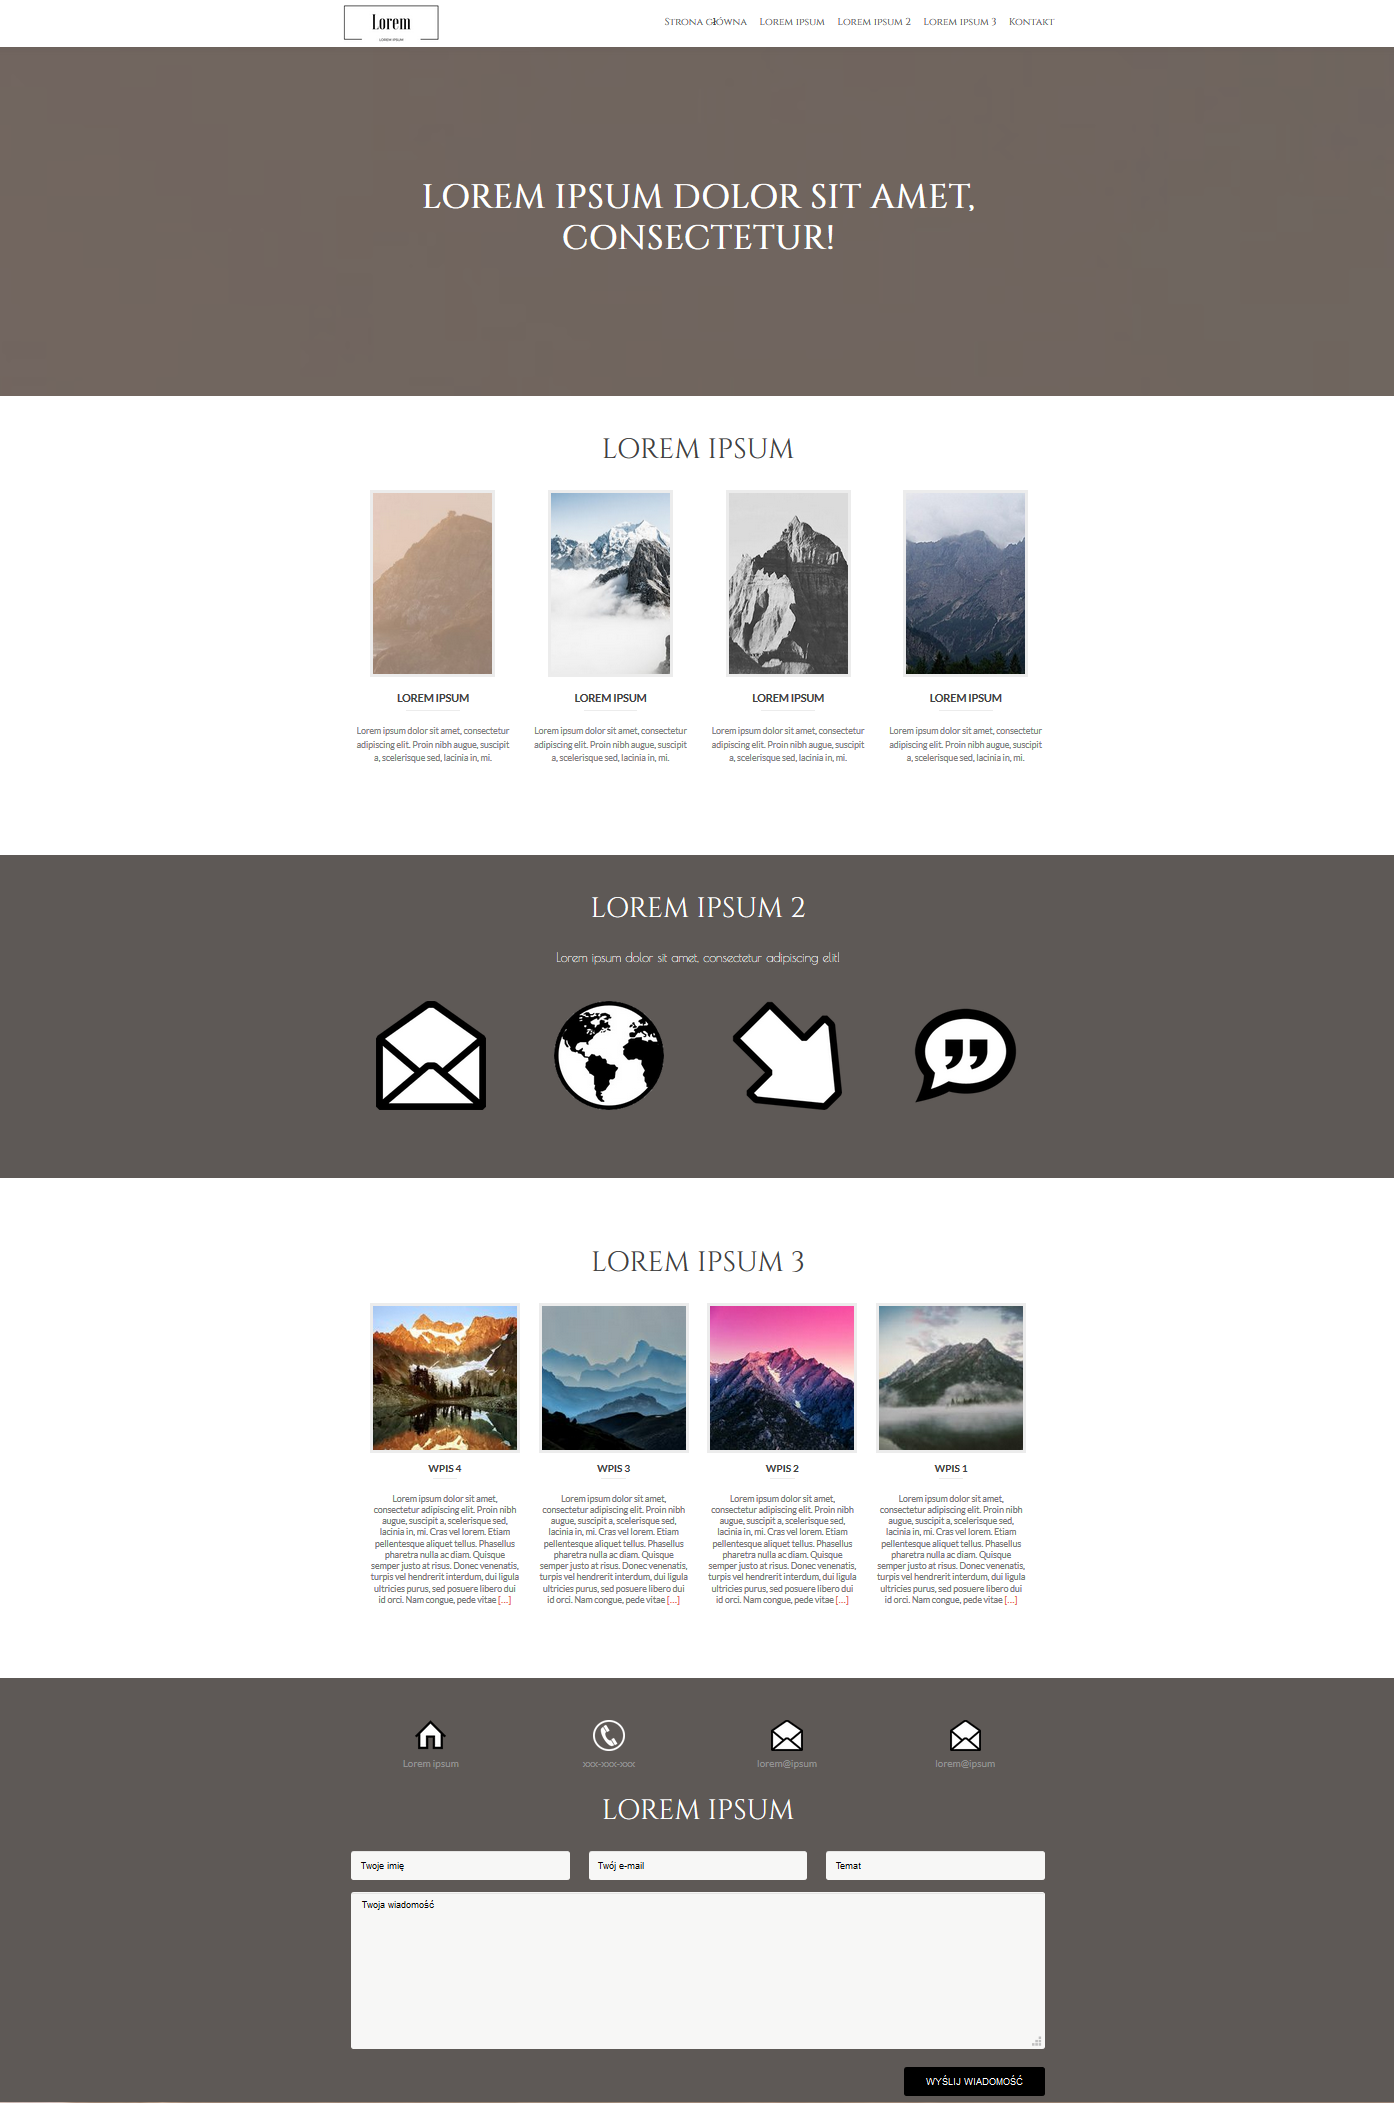 Lorem
LOREM IPSUM
Strona główna Lorem ipsum Lorem ipsum 2 Lorem ipsum 3 Kontakt
LOREM IPSUM DOLOR SIT AMET,
CONSECTETUR!
LOREM IPSUM
LOREM IPSUM
Lorem ipsum dolor sit amet, consectetur
adipiscing elit. Proin nibh augue, suscipit
a, scelerisque sed, lacinia in, mi.
LOREM IPSUM
Lorem ipsum dolor sit amet, consectetur
adipiscing elit. Proin nibh augue, suscipit
a, scelerisque sed, lacinia in, mi.
LOREM IPSUM
Lorem ipsum dolor sit amet, consectetur
adipiscing elit. Proin nibh augue, suscipit
a, scelerisque sed, lacinia in, mi.
LOREM IPSUM
Lorem ipsum dolor sit amet, consectetur
adipiscing elit. Proin nibh augue, suscipit
a, scelerisque sed, lacinia in, mi.
LOREM IPSUM 2
Lorem ipsum dolor sit amet, consectetur adipiscing elit!
LOREM IPSUM 3
WPIS 4
Lorem ipsum dolor sit amet,
consectetur adipiscing elit. Proin nibh
augue, suscipit a, scelerisque sed,
lacinia in, mi. Cras vel lorem. Etiam
pellentesque aliquet tellus. Phasellus
pharetra nulla ac diam. Quisque
semper justo at risus. Donec venenatis,
turpis vel hendrerit interdum, dui ligula
ultricies purus, sed posuere libero dui
id orci. Nam congue, pede vitae [...]
WPIS 3
Lorem ipsum dolor sit amet,
consectetur adipiscing elit. Proin nibh
augue, suscipit a, scelerisque sed,
lacinia in, mi. Cras vel lorem. Etiam
pellentesque aliquet tellus. Phasellus
pharetra nulla ac diam. Quisque
semper justo at risus. Donec venenatis,
turpis vel hendrerit interdum, dui ligula
ultricies purus, sed posuere libero dui
id orci. Nam congue, pede vitae [...]
WPIS 2
Lorem ipsum dolor sit amet,
consectetur adipiscing elit. Proin nibh
augue, suscipit a, scelerisque sed,
lacinia in, mi. Cras vel lorem. Etiam
pellentesque aliquet tellus. Phasellus
pharetra nulla ac diam. Quisque
semper justo at risus. Donec venenatis,
turpis vel hendrerit interdum, dui ligula
ultricies purus, sed posuere libero dui
id orci. Nam congue, pede vitae [...]
WPIS 1
Lorem ipsum dolor sit amet,
consectetur adipiscing elit. Proin nibh
augue, suscipit a, scelerisque sed,
lacinia in, mi. Cras vel lorem. Etiam
pellentesque aliquet tellus. Phasellus
pharetra nulla ac diam. Quisque
semper justo at risus. Donec venenatis,
turpis vel hendrerit interdum, dui ligula
ultricies purus, sed posuere libero dui
id orci. Nam congue, pede vitae [...]
Lorem ipsum
xxx-xxx-xxx
lorem@ipsum
lorem@ipsum
LOREM IPSUM
Twoje imię
Twój e-mail
Temat
Twoja wiadomość
WYŚLIJ WIADOMOŚĆ